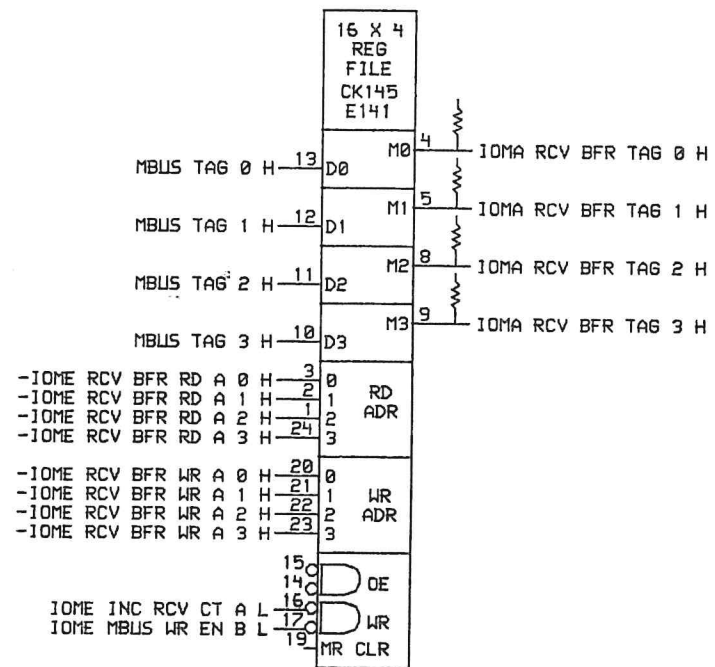 16 X 4
REG
FILE
CK145
E141
MBUS TAG 0 H 13 D0 M0 4 IOMA RCV BFR TAG 0 H
MBUS TAG 1 H 12 D1 M1 5 IOMA RCV BFR TAG 1 H
MBUS TAG 2 H 11 D2 M2 8 IOMA RCV BFR TAG 2 H
MBUS TAG 3 H 10 D3 M3 9 IOMA RCV BFR TAG 3 H
-IOME RCV BFR RD A 0 H 3 0
-IOME RCV BFR RD A 1 H 2 1
-IOME RCV BFR RD A 2 H 1 2
-IOME RCV BFR RD A 3 H 24 3
RD
ADR
-IOME RCV BFR WR A 0 H 20 0
-IOME RCV BFR WR A 1 H 21 1
-IOME RCV BFR WR A 2 H 22 2
-IOME RCV BFR WR A 3 H 23 3
WR
ADR
15
14 OE
IOME INC RCV CT A L 16
IOME MBUS WR EN B L 17 WR
19 MR CLR